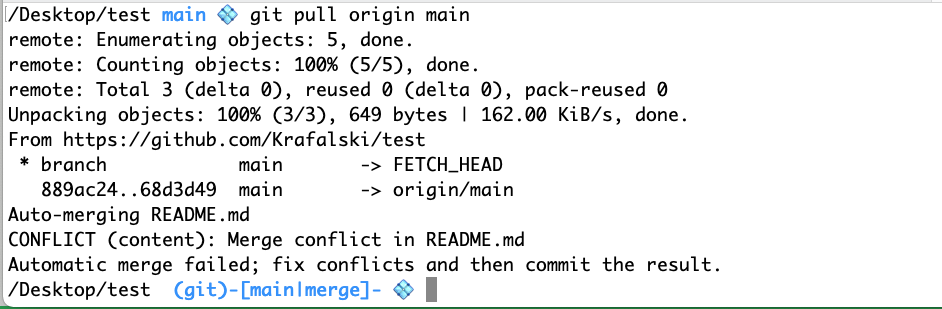 /Desktop/test main 💠 git pull origin main
remote: Enumerating objects: 5, done.
remote: Counting objects: 100% (5/5), done.
remote: Total 3 (delta 0), reused 0 (delta 0), pack-reused 0
Unpacking objects: 100% (3/3), 649 bytes | 162.00 KiB/s, done.
From https://github.com/Krafalski/test
 * branch            main       -> FETCH_HEAD
   889ac24..68d3d49  main       -> origin/main
Auto-merging README.md
CONFLICT (content): Merge conflict in README.md
Automatic merge failed; fix conflicts and then commit the result.
/Desktop/test  (git)-[main|merge]- 💠